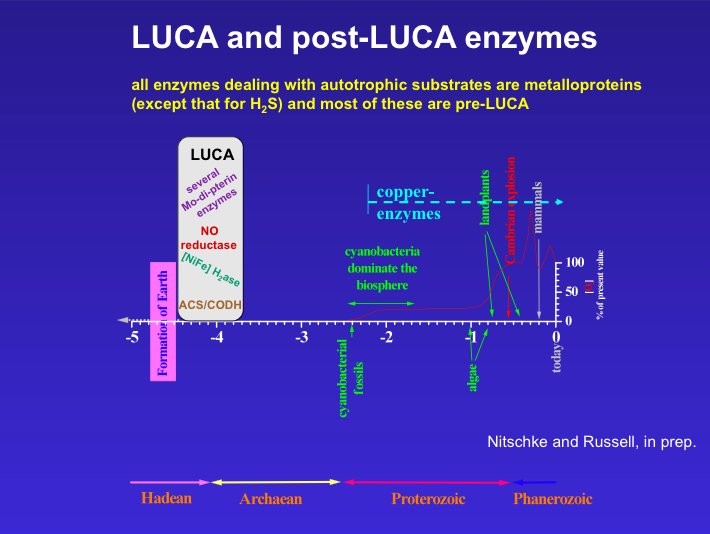 LUCA and post-LUCA enzymes
all enzymes dealing with autotrophic substrates are metalloproteins
(except that for H2S) and most of these are pre-LUCA
LUCA
several
Mo-di-pterin
enzymes
NO
reductase
[NiFe] H2ase
ACS/CODH
Formation of Earth
copper-
enzymes
landplants
Cambrian explosion
mammals
cyanobacteria
dominate the
biosphere
100
50
0
% of present value
-5
-4
-3
-2
-1
0
cyanobacterial
fossils
algae
today
Nitschke and Russell, in prep.
Hadean
Archaean
Proterozoic
Phanerozoic